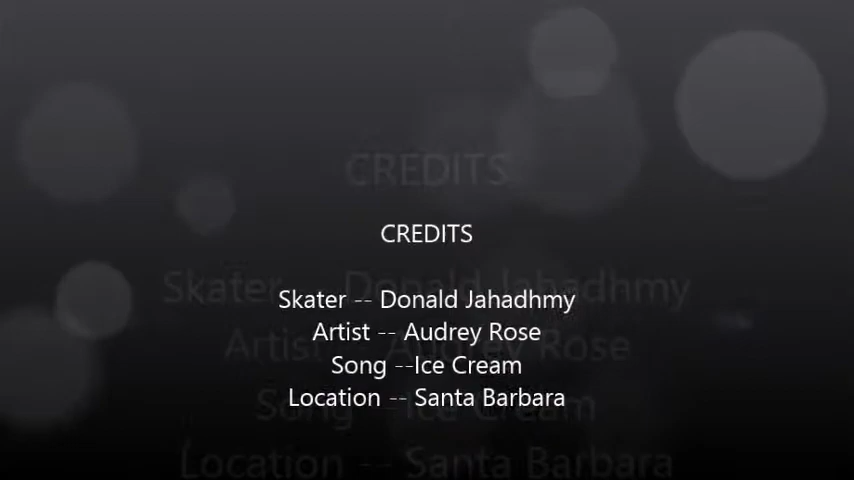 CREDITS
Skater -- Donald Jahadhmy
Artist -- Audrey Rose
Song --Ice Cream
Location -- Santa Barbara